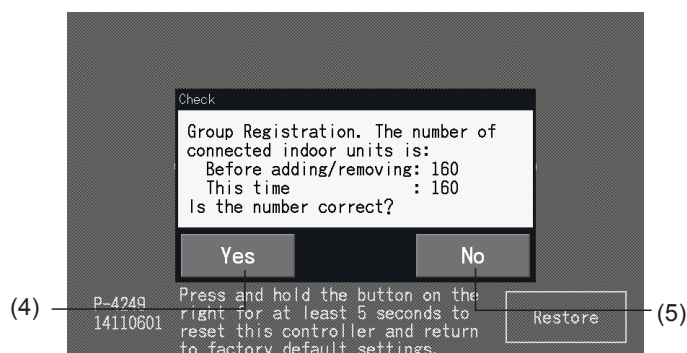 Check
Group Registration. The number of
connected indoor units is:
Before adding/removing: 160
This time : 160
Is the number correct?
Yes
No
(4)
(5)
P-4249
14110601
Press and hold the button on the
right for at least 5 seconds to
reset this controller and return
to factory default settings.
Restore